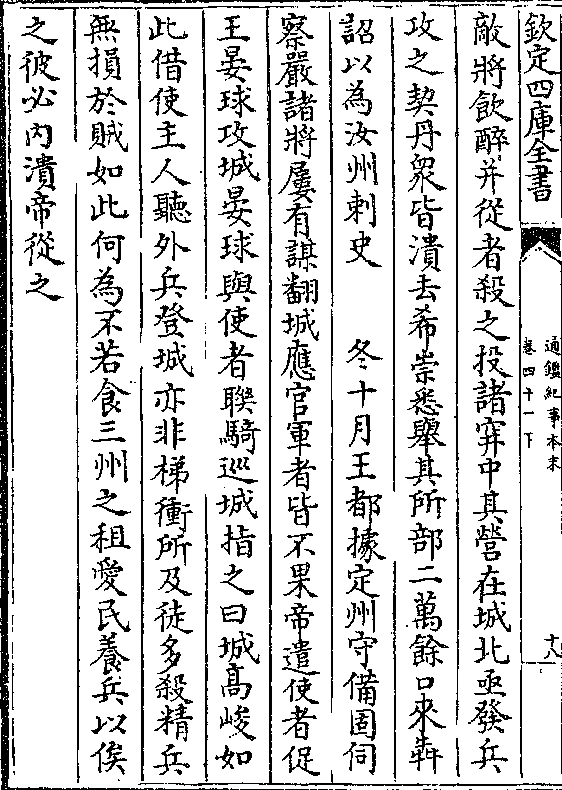 欽定四庫全書
通鑑紀事本末
卷四十一下
十八
敵將飲醉并從者殺之投諸穽中其營在城北亟發兵
攻之契丹衆皆潰去希崇悉舉其所部二萬餘口來奔
詔以為汝州刺史　冬十月王都據定州守備固伺
察嚴諸將屢有謀翻城應官軍者皆不果帝遣使者促
王晏球攻城晏球與使者聯騎巡城指之曰城高峻如
此借使主人聽外兵登城亦非梯衝所及徒多殺精兵
無損於賊如此何為不若食三州之租愛民養兵以俟
之彼必内潰帝從之